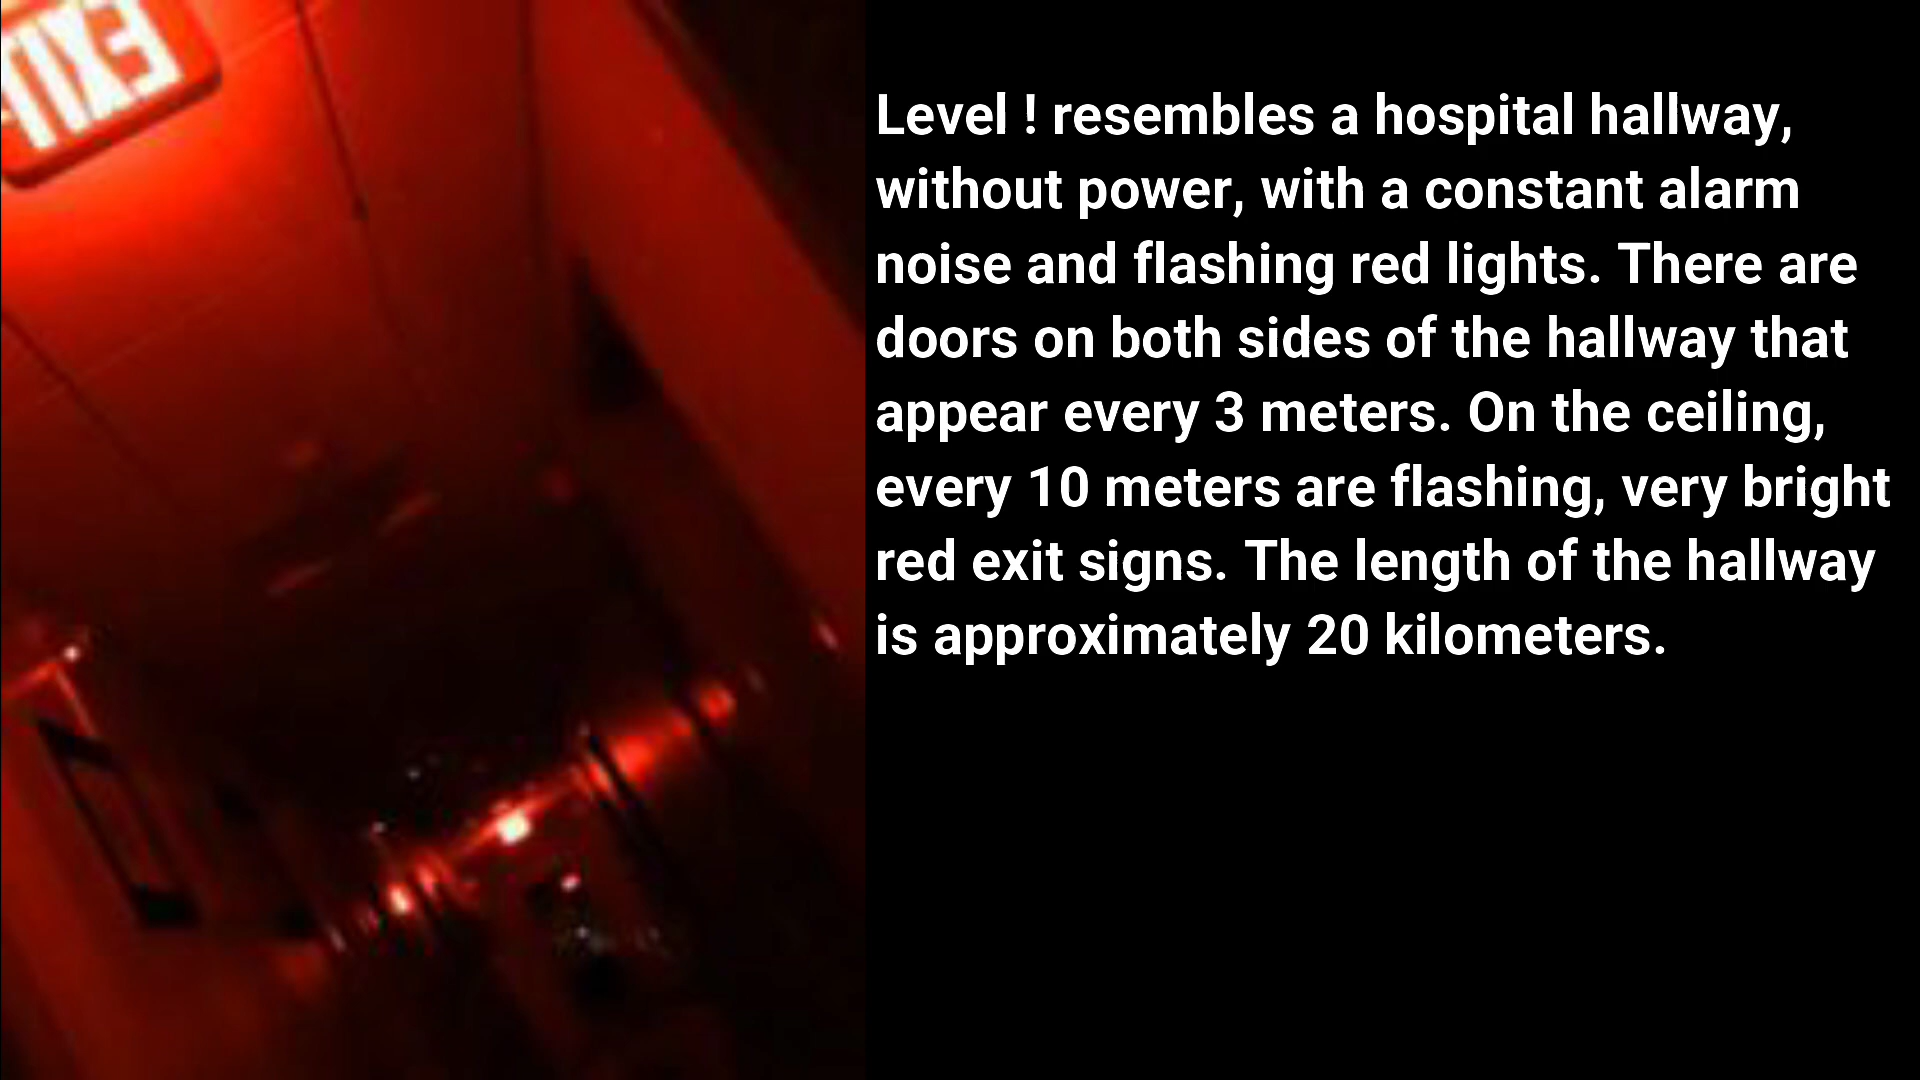 EXIT
Level ! resembles a hospital hallway,
without power, with a constant alarm
noise and flashing red lights. There are
doors on both sides of the hallway that
appear every 3 meters. On the ceiling,
every 10 meters are flashing, very bright
red exit signs. The length of the hallway
is approximately 20 kilometers.